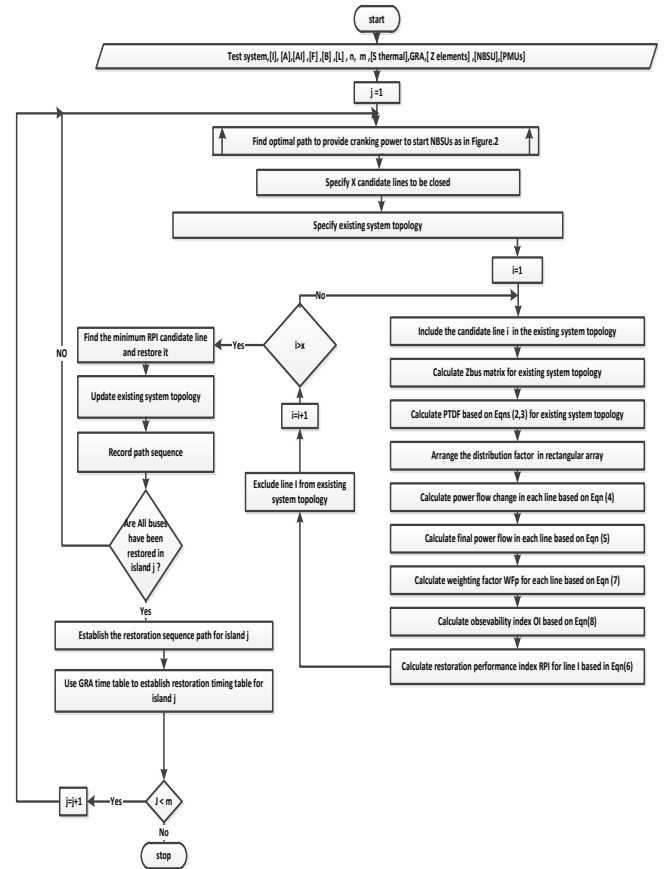 start
Test system,[I], [A],[AI] ,[F] ,[B] ,[L] , n, m ,[S thermal],GRA,[ Z elements] ,[NBSU],[PMUs]
j =1
Find optimal path to provide cranking power to start NBSUs as in Figure.2
Specify X candidate lines to be closed
Specify existing system topology
i=1
No
Include the candidate line i in the existing system topology
Calculate Zbus matrix for existing system topology
Calculate PTDF based on Eqns (2,3) for existing system topology
Arrange the distribution factor in rectangular array
Calculate power flow change in each line based on Eqn (4)
Calculate final power flow in each line based on Eqn (5)
Calculate weighting factor WFp for each line based on Eqn (7)
Calculate obsevability index OI based on Eqn(8)
Calculate restoration performance index RPI for line I based in Eqn(6)
Exclude line I from exsisting
system topology
i=i+1
i>x
Yes
Find the minimum RPI candidate line
and restore it
Update existing system topology
Record path sequence
Are All buses
have been
restored in
island j ?
NO
Yes
Establish the restoration sequence path for island j
Use GRA time table to establish restoration timing table for
island j
J < m
Yes
j=j+1
No
stop